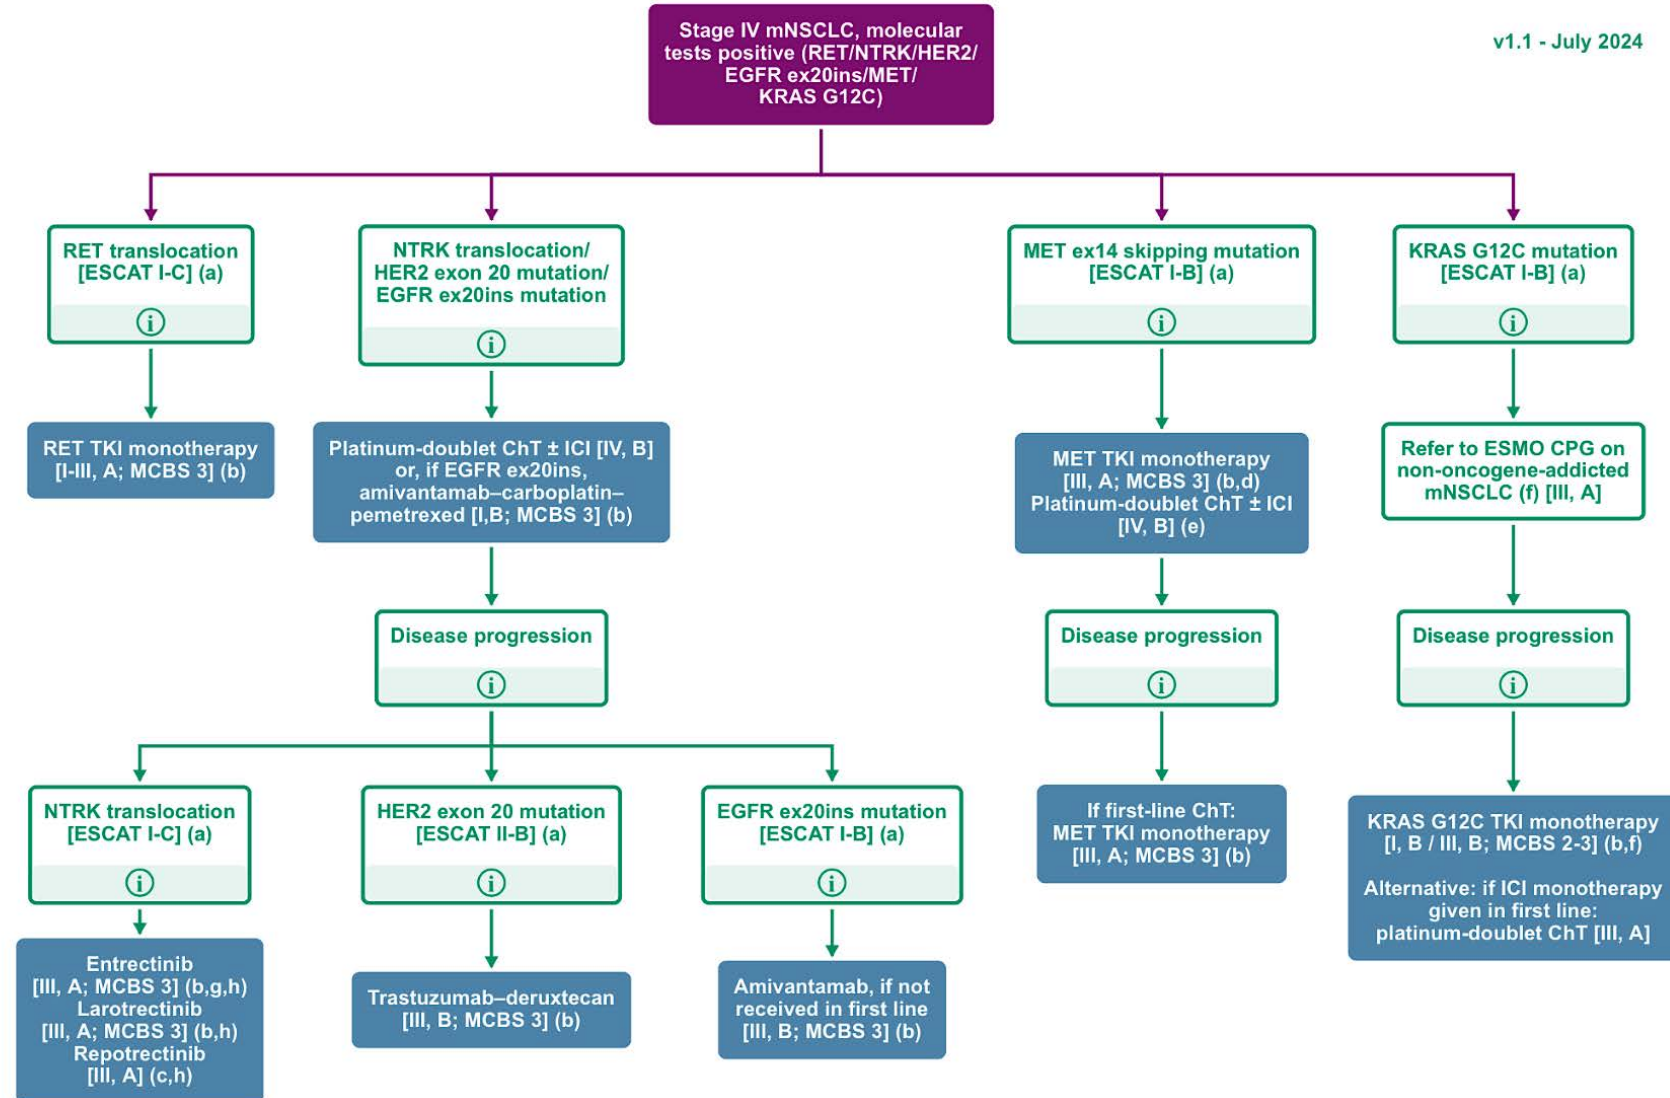 Stage IV mNSCLC, molecular
tests positive (RET/NTRK/HER2/
EGFR ex20ins/MET/
KRAS G12C)
v1.1 - July 2024
RET translocation
[ESCAT I-C] (a)
i
NTRK translocation/
HER2 exon 20 mutation/
EGFR ex20ins mutation
i
MET ex14 skipping mutation
[ESCAT I-B] (a)
i
KRAS G12C mutation
[ESCAT I-B] (a)
i
RET TKI monotherapy
[I-III, A; MCBS 3] (b)
Platinum-doublet ChT ± ICI [IV, B]
or, if EGFR ex20ins,
amivantamab–carboplatin–
pemetrexed [I,B; MCBS 3] (b)
MET TKI monotherapy
[III, A; MCBS 3] (b,d)
Platinum-doublet ChT ± ICI
[IV, B] (e)
Refer to ESMO CPG on
non-oncogene-addicted
mNSCLC (f) [III, A]
Disease progression
i
Disease progression
i
Disease progression
i
NTRK translocation
[ESCAT I-C] (a)
i
HER2 exon 20 mutation
[ESCAT II-B] (a)
i
EGFR ex20ins mutation
[ESCAT I-B] (a)
i
If first-line ChT:
MET TKI monotherapy
[III, A; MCBS 3] (b)
KRAS G12C TKI monotherapy
[I, B / III, B; MCBS 2-3] (b,f)
Alternative: if ICI monotherapy
given in first line:
platinum-doublet ChT [III, A]
Entrectinib
[III, A; MCBS 3] (b,g,h)
Larotrectinib
[III, A; MCBS 3] (b,h)
Repotrectinib
[III, A] (c,h)
Trastuzumab–deruxtecan
[III, B; MCBS 3] (b)
Amivantamab, if not
received in first line
[III, B; MCBS 3] (b)